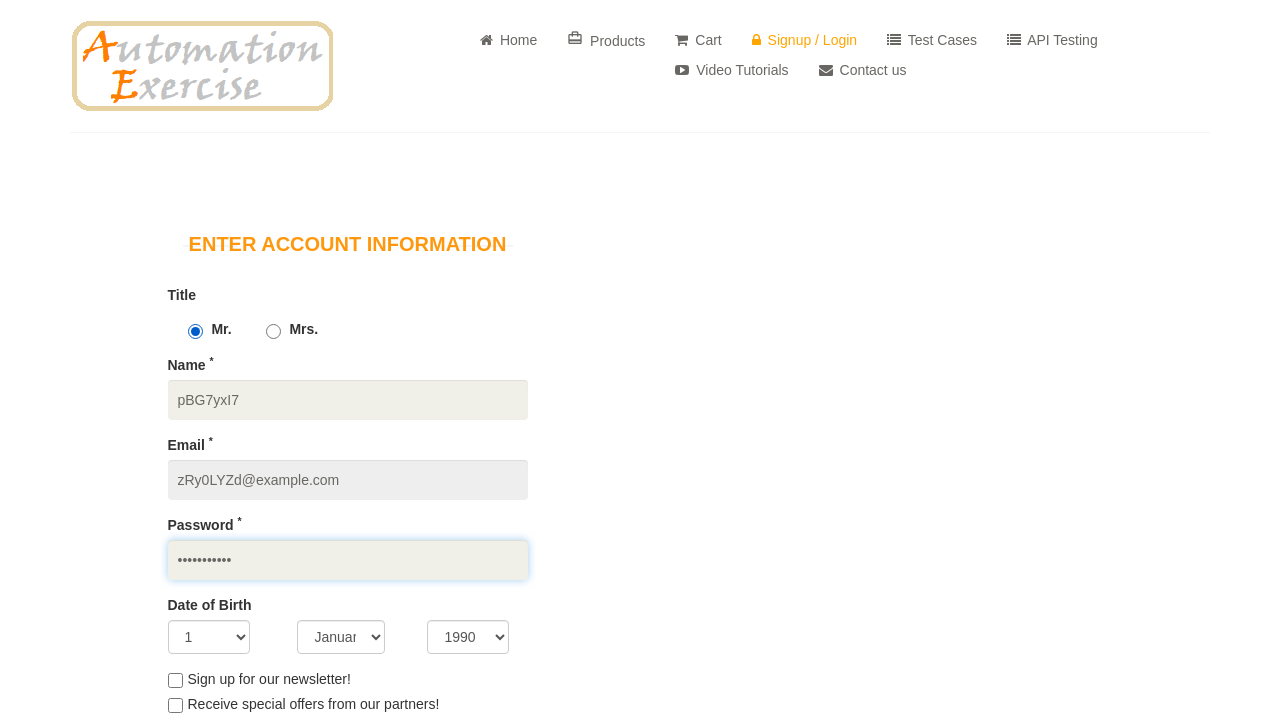 Automation
Exercise
Home
Products
Cart
Signup / Login
Test Cases
API Testing
Video Tutorials
Contact us
ENTER ACCOUNT INFORMATION
Title
Mr.
Mrs.
Name *
pBG7yxI7
Email *
zRy0LYZd@example.com
Password *
•••••••••••
Date of Birth
1
Januar
1990
Sign up for our newsletter!
Receive special offers from our partners!